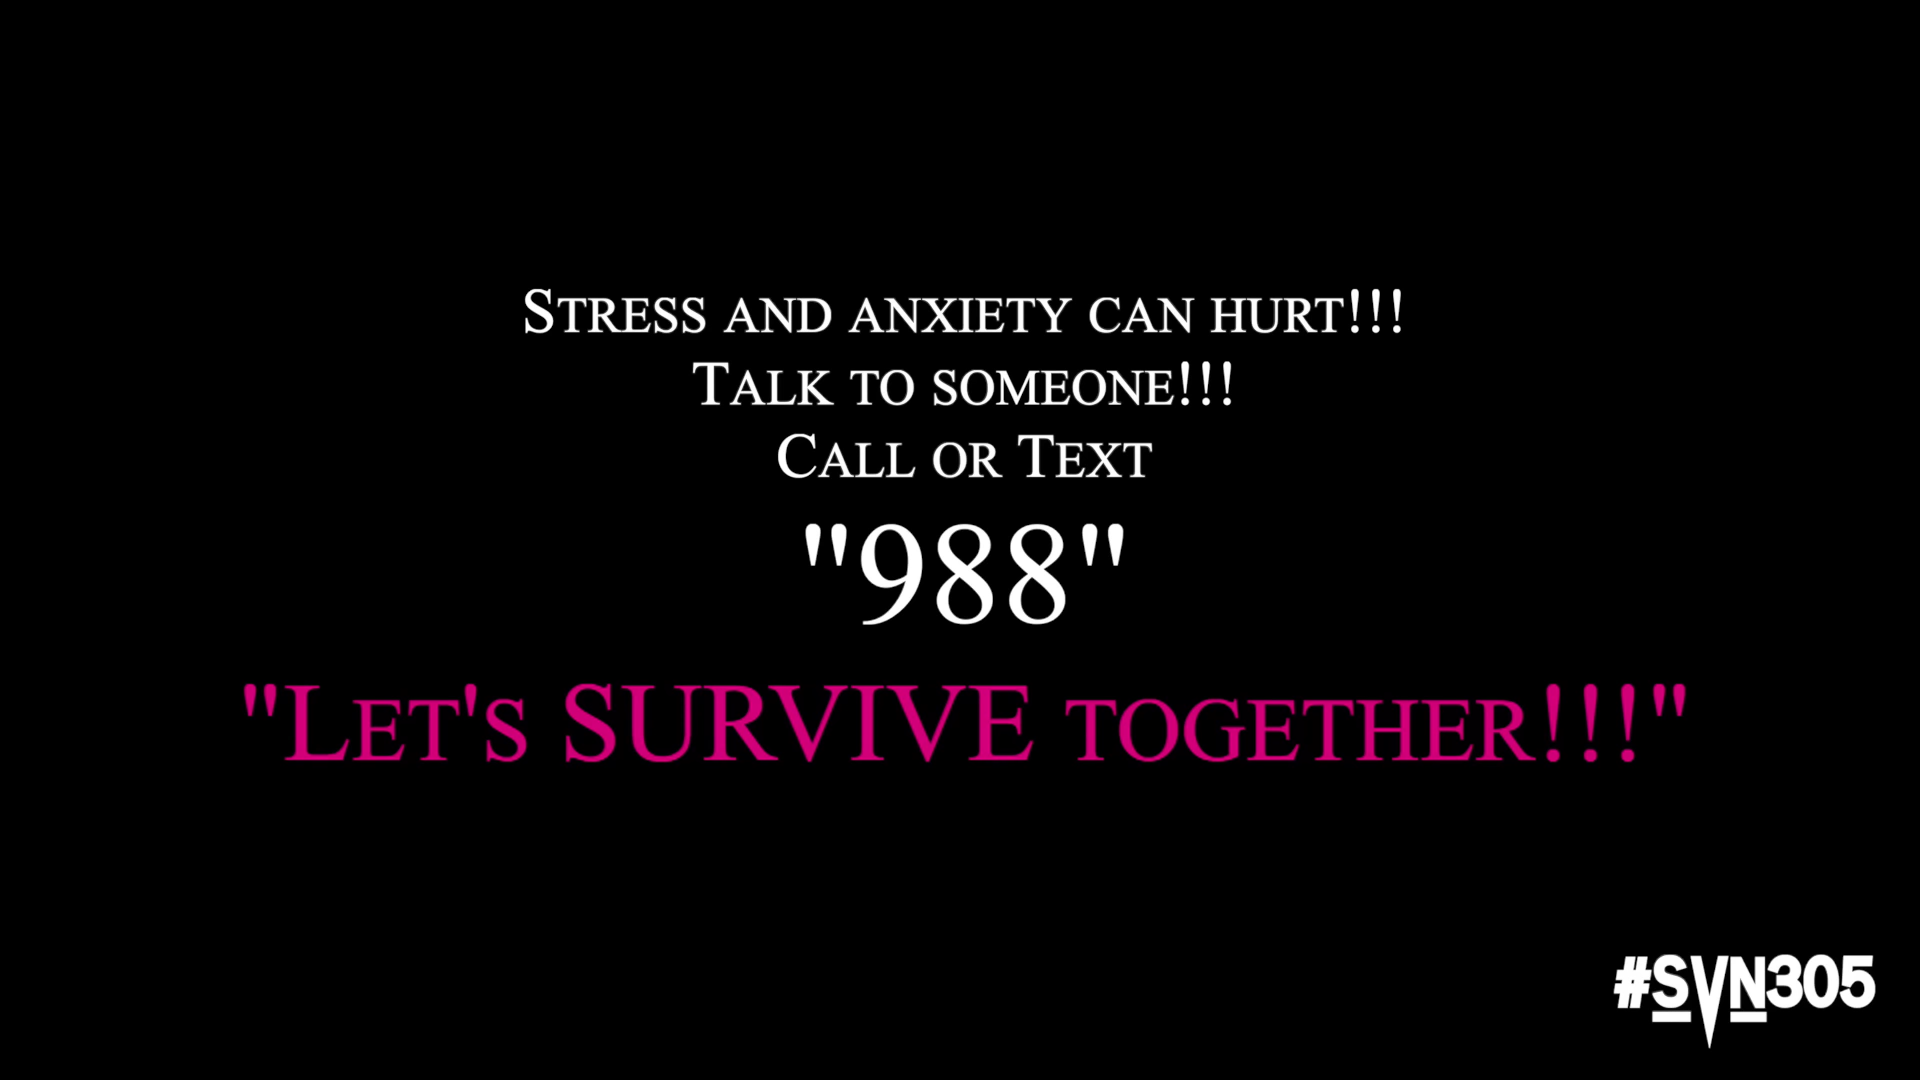 Stress and anxiety can hurt!!!
Talk to someone!!!
Call or Text
"988"
"Let's SURVIVE together!!!"
#SVN305